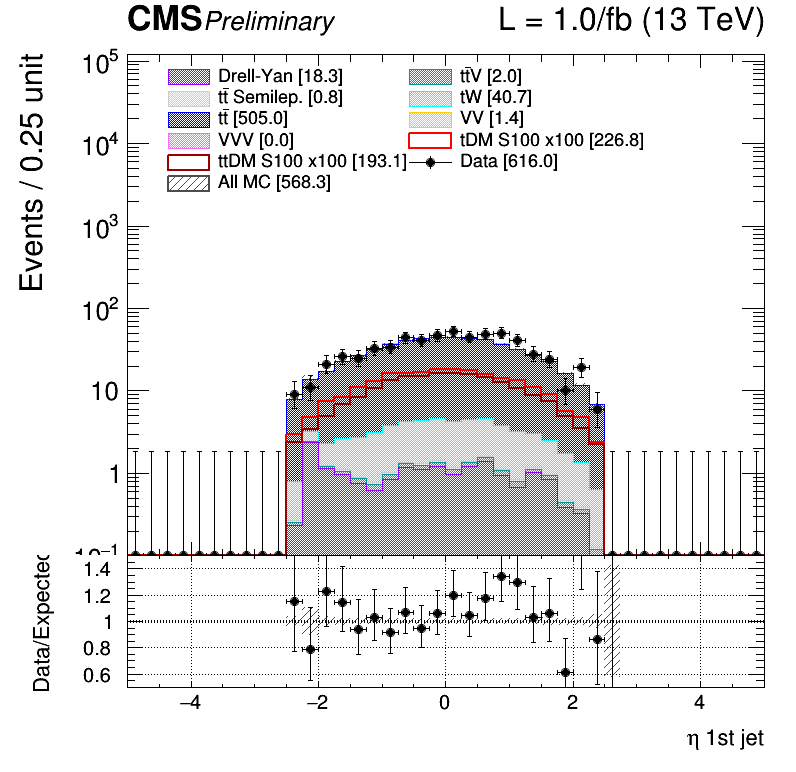 CMS Preliminary L = 1.0/fb (13 TeV)
Events / 0.25 unit
10⁵
10⁴
10³
10²
10
1
10⁻¹
Drell-Yan [18.3]
tt̄ Semilep. [0.8]
tt̄ [505.0]
VVV [0.0]
ttDM S100 x100 [193.1]
All MC [568.3]
tt̄V [2.0]
tW [40.7]
VV [1.4]
tDM S100 x100 [226.8]
Data [616.0]
Data/Expected
1.4
1.2
1
0.8
0.6
−4 −2 0 2 4
η 1st jet